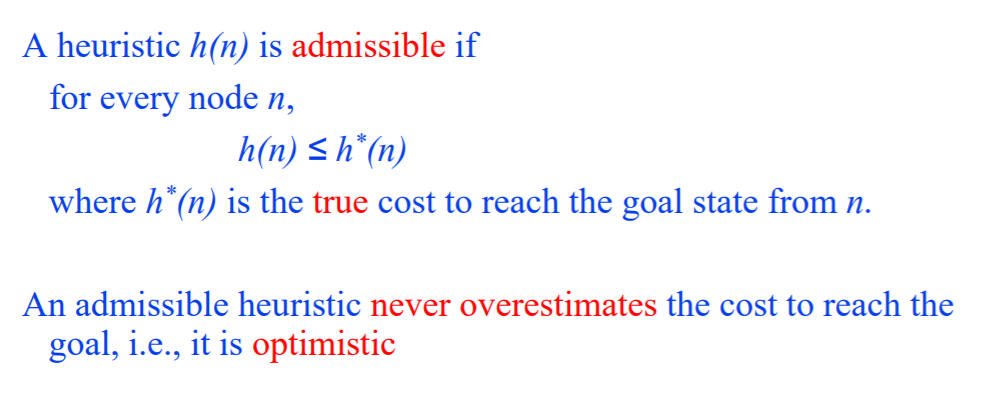 A heuristic h(n) is admissible if
for every node n,
h(n) ≤ h*(n)
where h*(n) is the true cost to reach the goal state from n.
An admissible heuristic never overestimates the cost to reach the
goal, i.e., it is optimistic